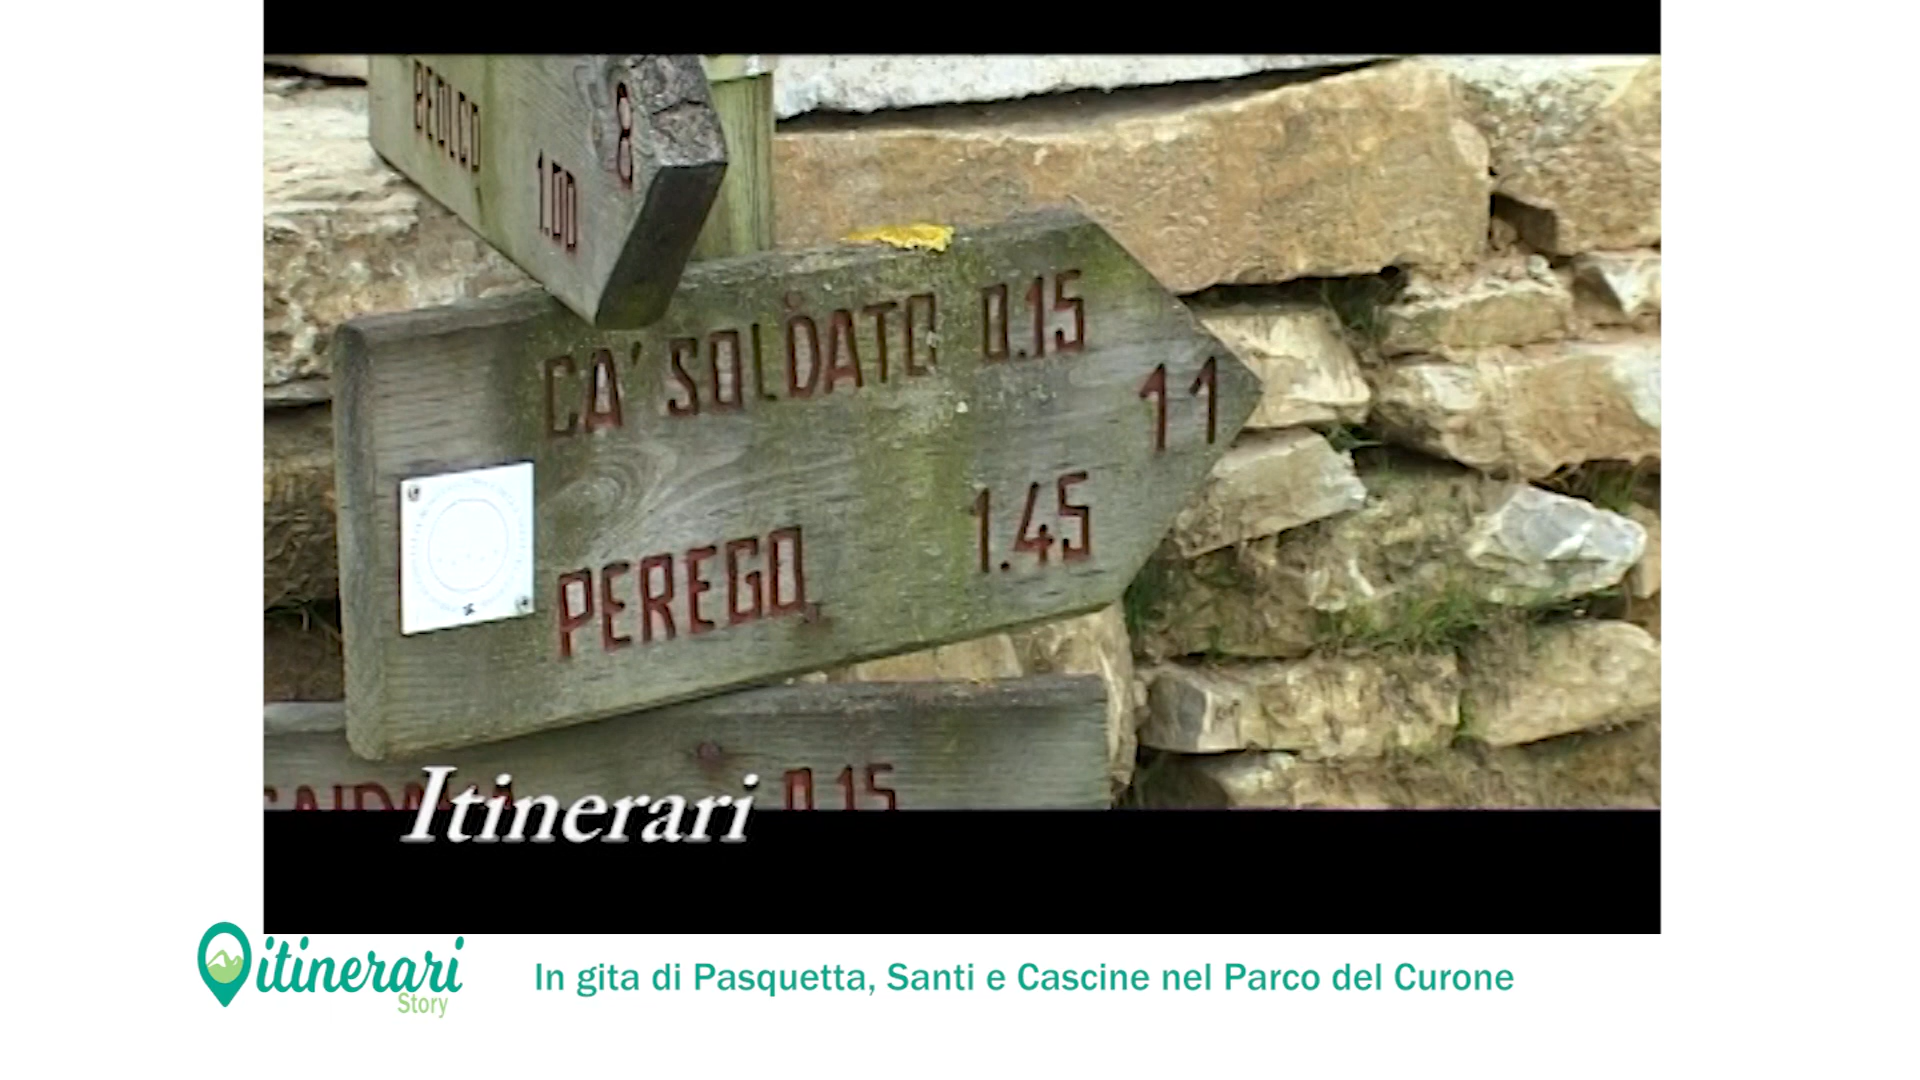 BEOLCO
1.00
8
CA' SOLDATO 0.15
11
PEREGO 1.45
0.15
Itinerari
itinerari
Story
In gita di Pasquetta, Santi e Cascine nel Parco del Curone